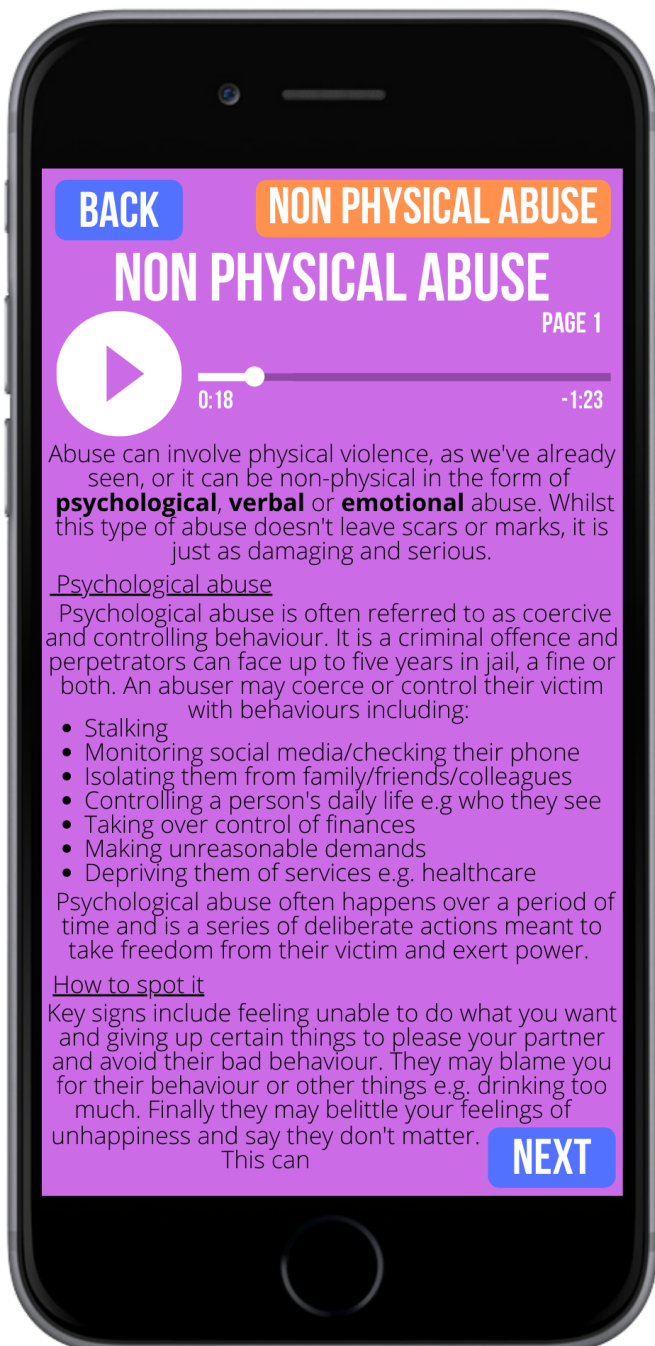 BACK
NON PHYSICAL ABUSE
NON PHYSICAL ABUSE
PAGE 1
0:18
-1:23
Abuse can involve physical violence, as we've already
seen, or it can be non-physical in the form of
psychological, verbal or emotional abuse. Whilst
this type of abuse doesn't leave scars or marks, it is
just as damaging and serious.
Psychological abuse
Psychological abuse is often referred to as coercive
and controlling behaviour. It is a criminal offence and
perpetrators can face up to five years in jail, a fine or
both. An abuser may coerce or control their victim
with behaviours including:
• Stalking
• Monitoring social media/checking their phone
• Isolating them from family/friends/colleagues
• Controlling a person's daily life e.g who they see
• Taking over control of finances
• Making unreasonable demands
• Depriving them of services e.g. healthcare
Psychological abuse often happens over a period of
time and is a series of deliberate actions meant to
take freedom from their victim and exert power.
How to spot it
Key signs include feeling unable to do what you want
and giving up certain things to please your partner
and avoid their bad behaviour. They may blame you
for their behaviour or other things e.g. drinking too
much. Finally they may belittle your feelings of
unhappiness and say they don't matter.
This can
NEXT